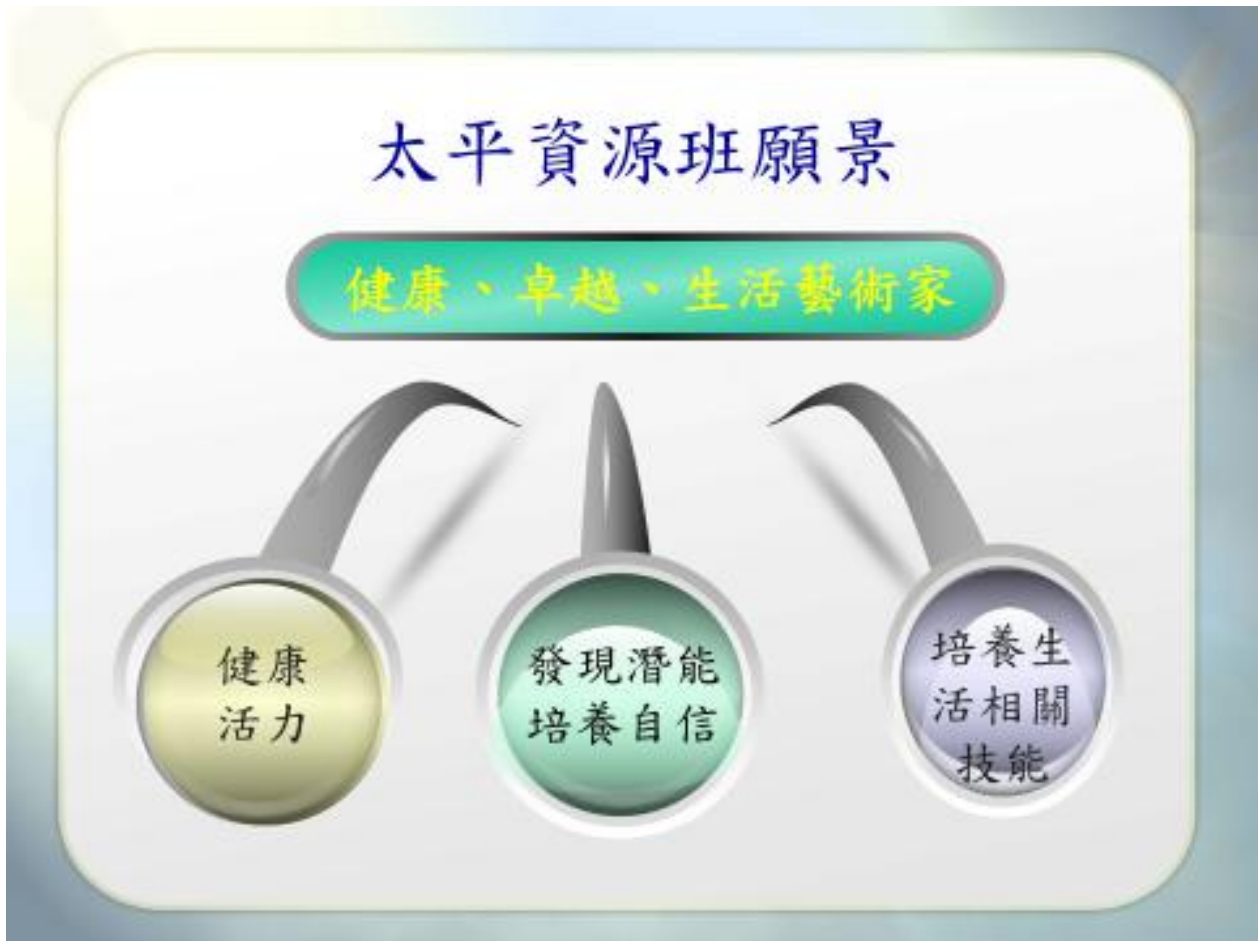 太平資源班願景
健康、卓越、生活藝術家
健康
活力
發現潛能
培養自信
培養生
活相關
技能